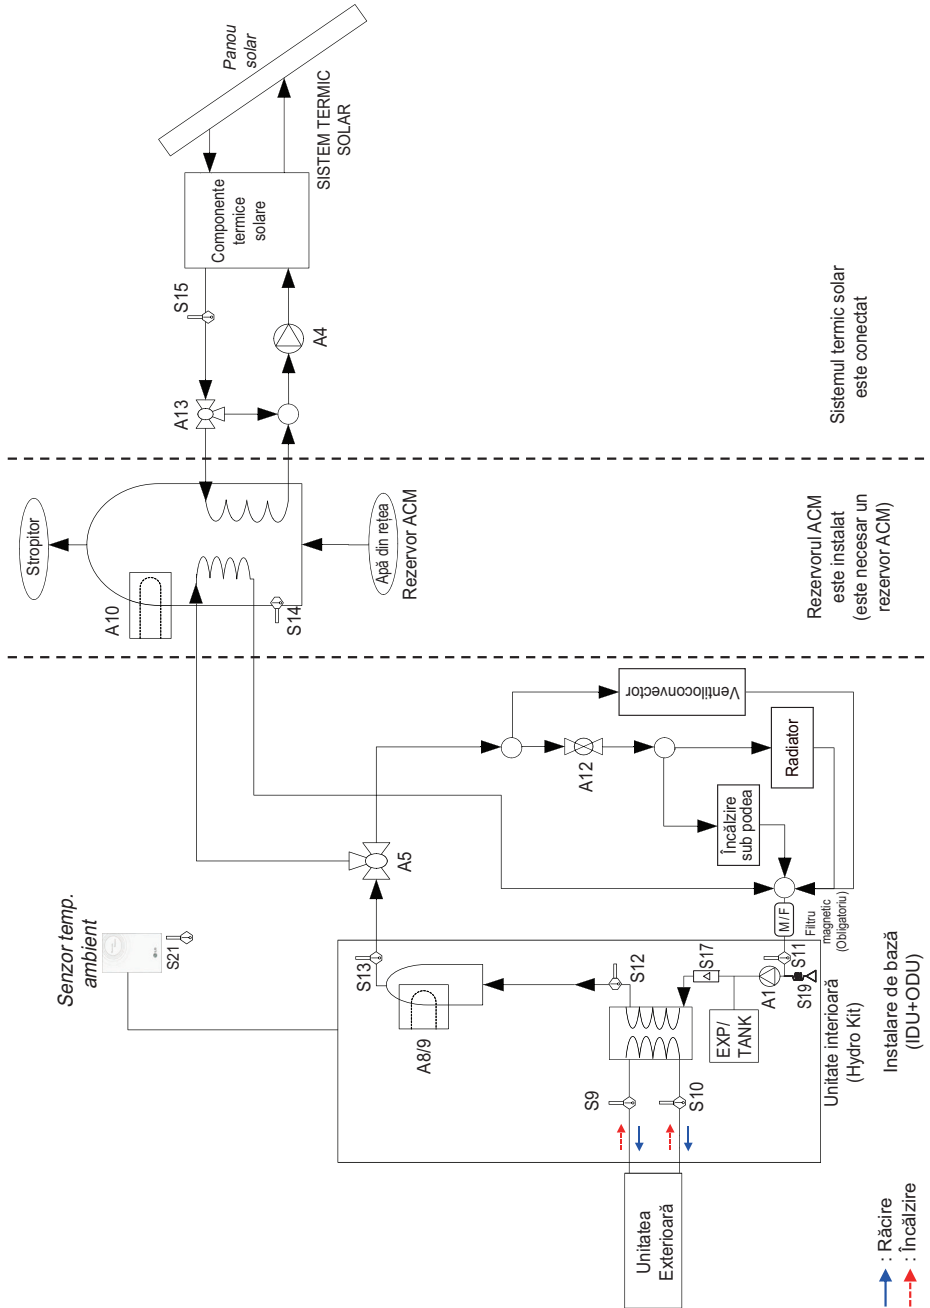 Panou
solar
SISTEM TERMIC
SOLAR
Componente
termice
solare
S15
A4
A13
Sistemul termic solar
este conectat
Stropitor
A10
S14
Apă din rețea
Rezervor ACM
Rezervorul ACM
este instalat
(este necesar un
rezervor ACM)
Ventiloconvector
A12
Radiator
Încălzire
sub podea
A5
Senzor temp.
ambient
S21
M/F
Filtru
magnetic
(Obligatoriu)
S13
A8/9
S12
S17
S11
A1
S19
EXP/
TANK
S9
S10
Unitate interioară
(Hydro Kit)
Instalare de bază
(IDU+ODU)
Unitatea
Exterioară
: Răcire
: Încălzire